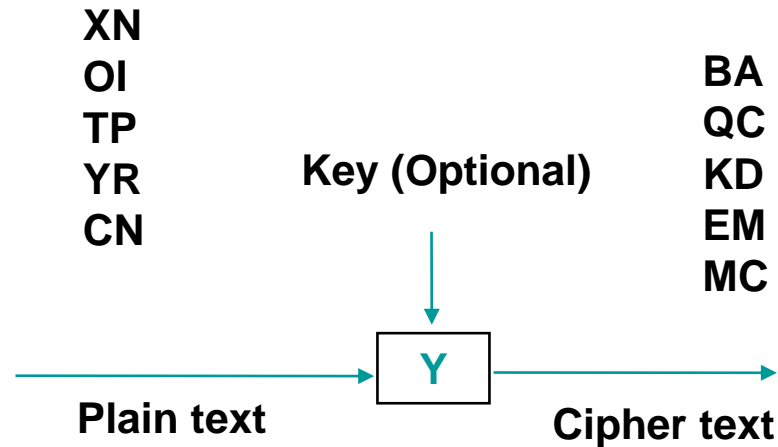 XN
OI
TP
YR
CN
Key (Optional)
BA
QC
KD
EM
MC
Y
Plain text
Cipher text